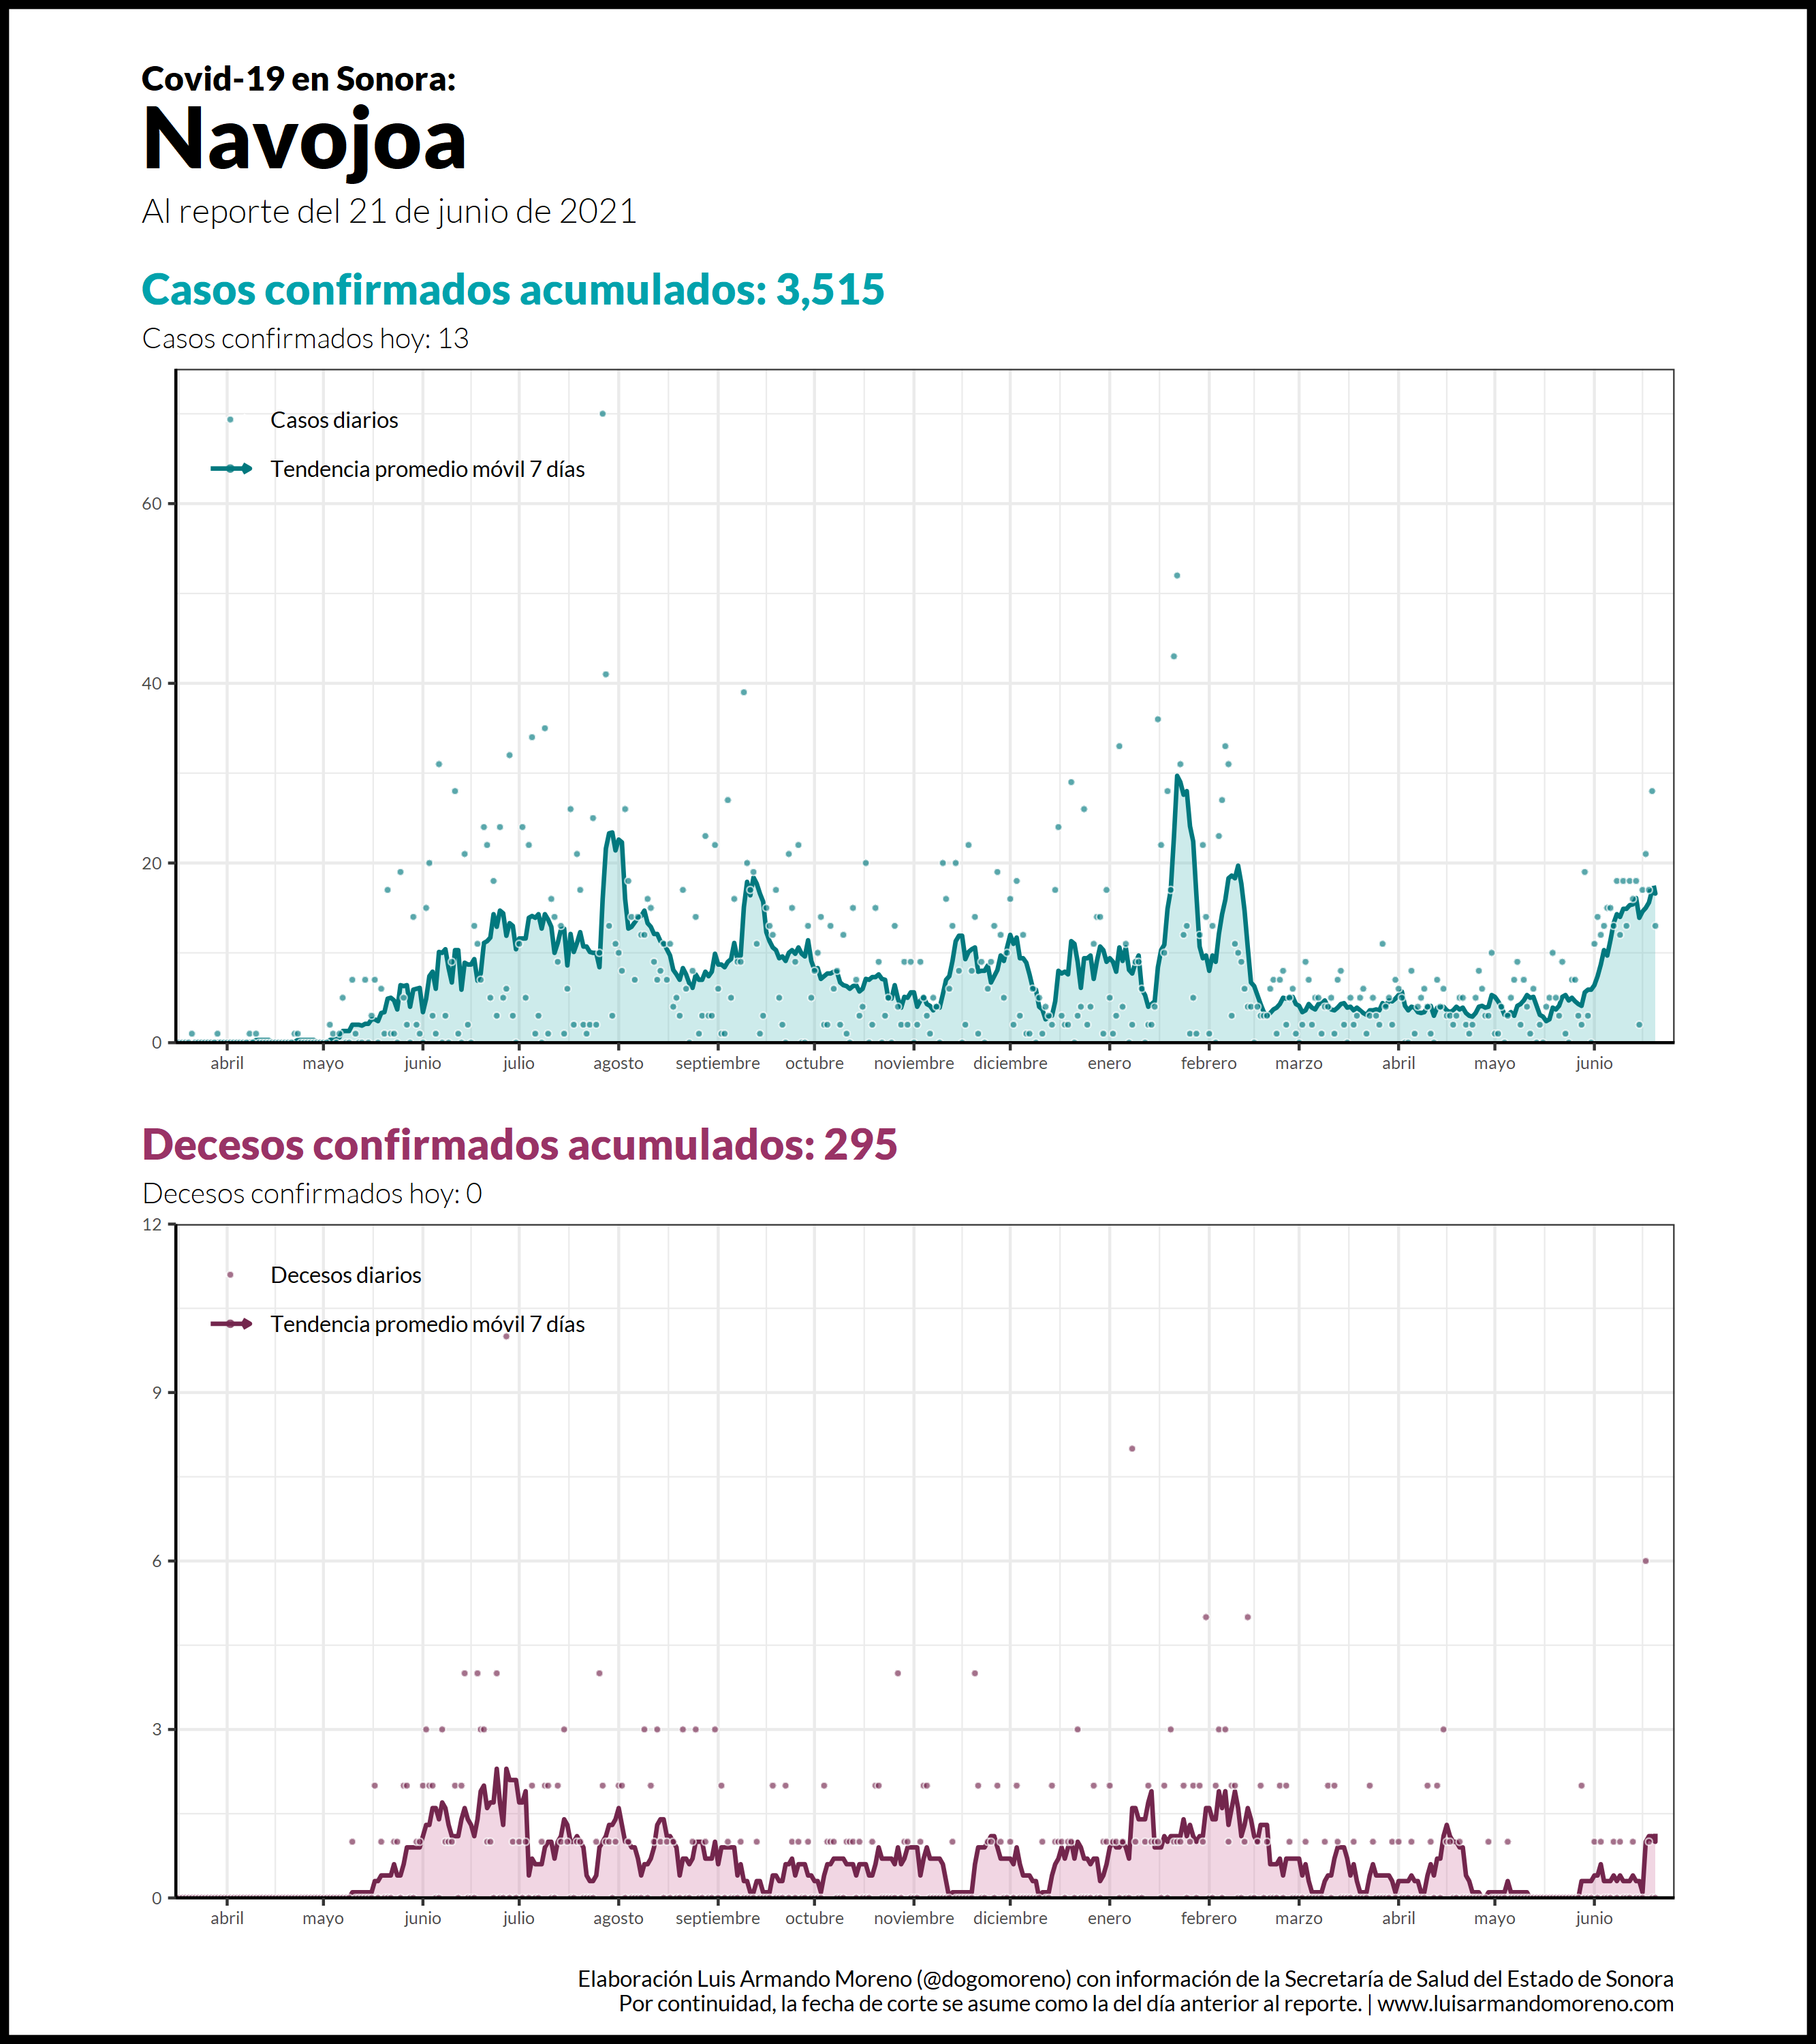 Covid-19 en Sonora:
Navojoa
Al reporte del 21 de junio de 2021
Casos confirmados acumulados: 3,515
Casos confirmados hoy: 13
Casos diarios
Tendencia promedio móvil 7 días
60
40
20
0
abril mayo junio julio agosto septiembre octubre noviembre diciembre enero febrero marzo abril mayo junio
Decesos confirmados acumulados: 295
Decesos confirmados hoy: 0
12
Decesos diarios
Tendencia promedio móvil 7 días
9
6
3
0
abril mayo junio julio agosto septiembre octubre noviembre diciembre enero febrero marzo abril mayo junio
Elaboración Luis Armando Moreno (@dogomoreno) con información de la Secretaría de Salud del Estado de Sonora
Por continuidad, la fecha de corte se asume como la del día anterior al reporte. | www.luisarmandomoreno.com